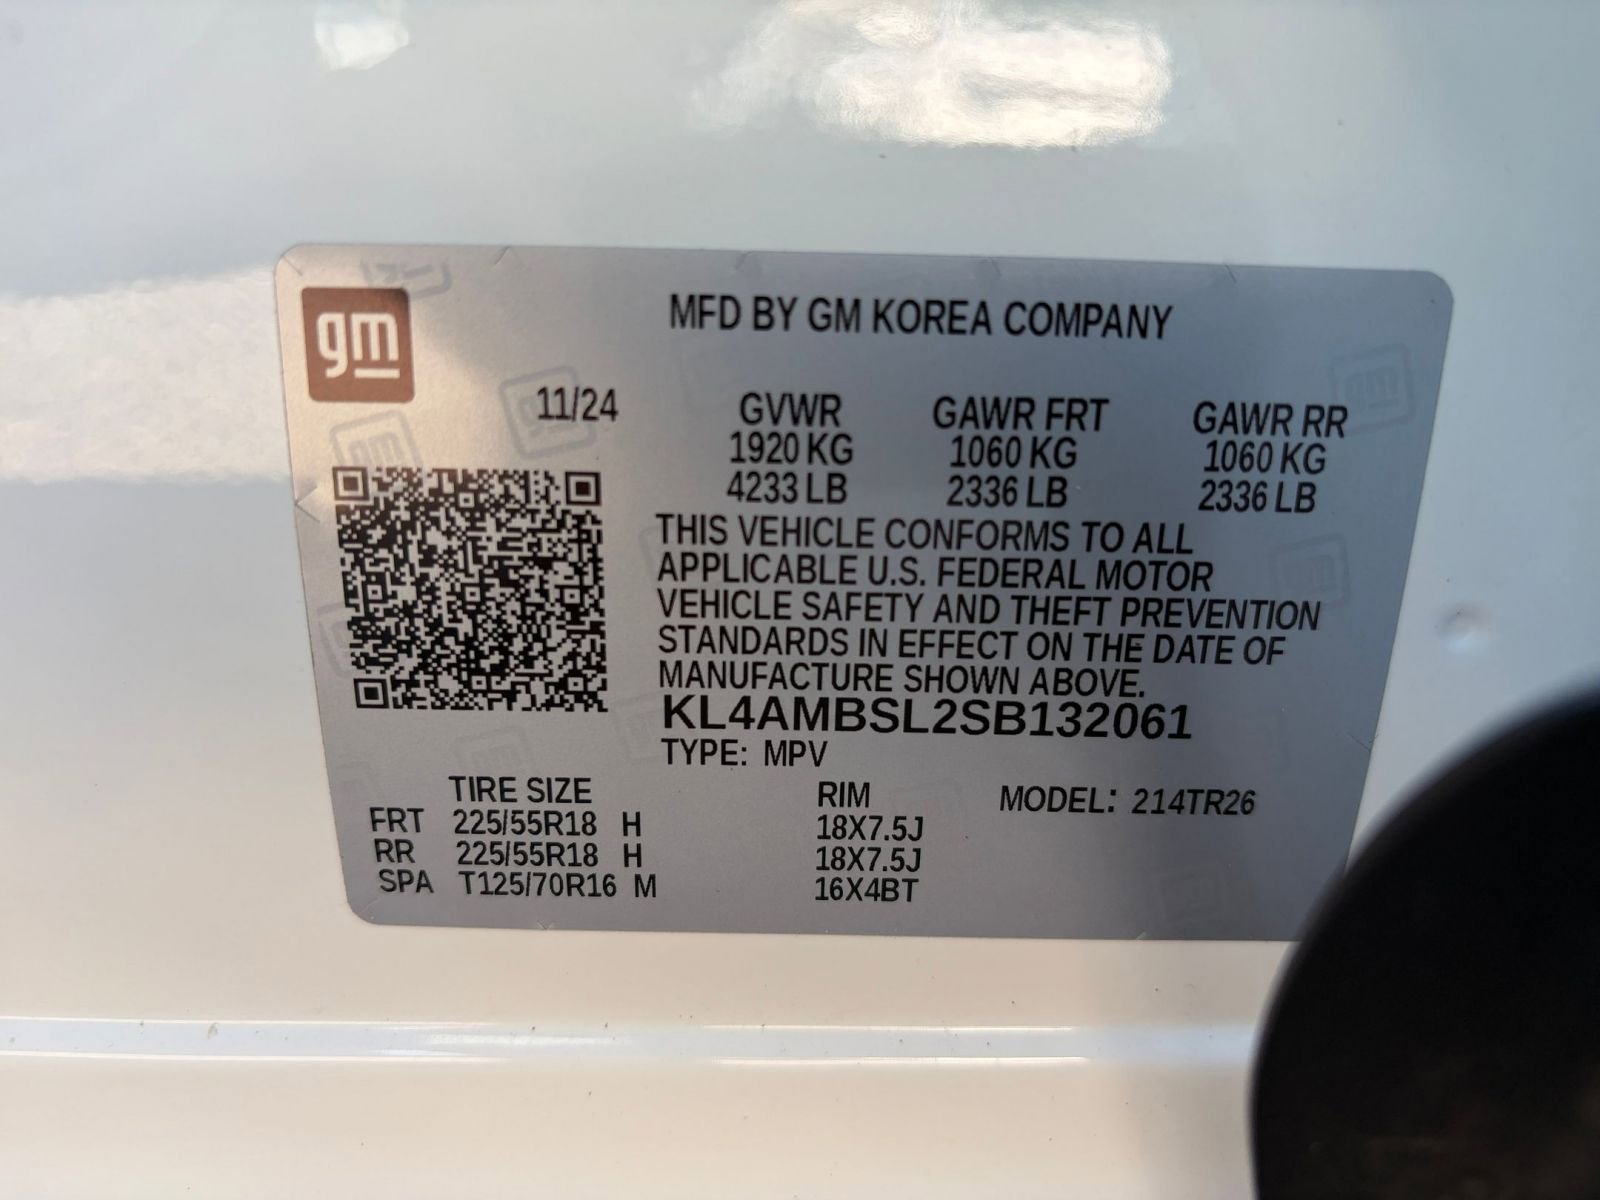 gm
MFD BY GM KOREA COMPANY
11/24 GVWR GAWR FRT GAWR RR
1920 KG 1060 KG 1060 KG
4233 LB 2336 LB 2336 LB
THIS VEHICLE CONFORMS TO ALL
APPLICABLE U.S. FEDERAL MOTOR
VEHICLE SAFETY AND THEFT PREVENTION
STANDARDS IN EFFECT ON THE DATE OF
MANUFACTURE SHOWN ABOVE.
KL4AMBSL2SB132061
TYPE: MPV
TIRE SIZE RIM MODEL: 214TR26
FRT 225/55R18 H 18X7.5J
RR 225/55R18 H 18X7.5J
SPA T125/70R16 M 16X4BT